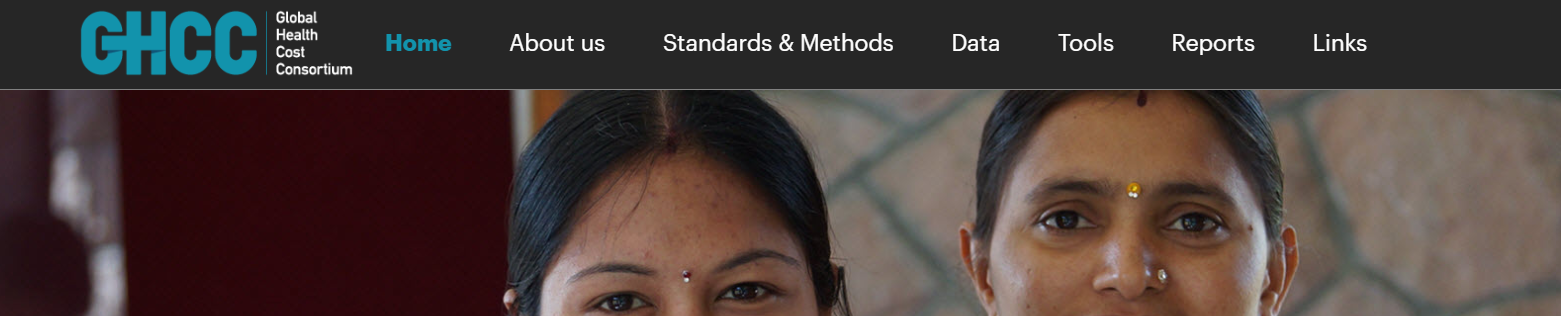 GHCC
Global
Health
Cost
Consortium
Home About us Standards & Methods Data Tools Reports Links